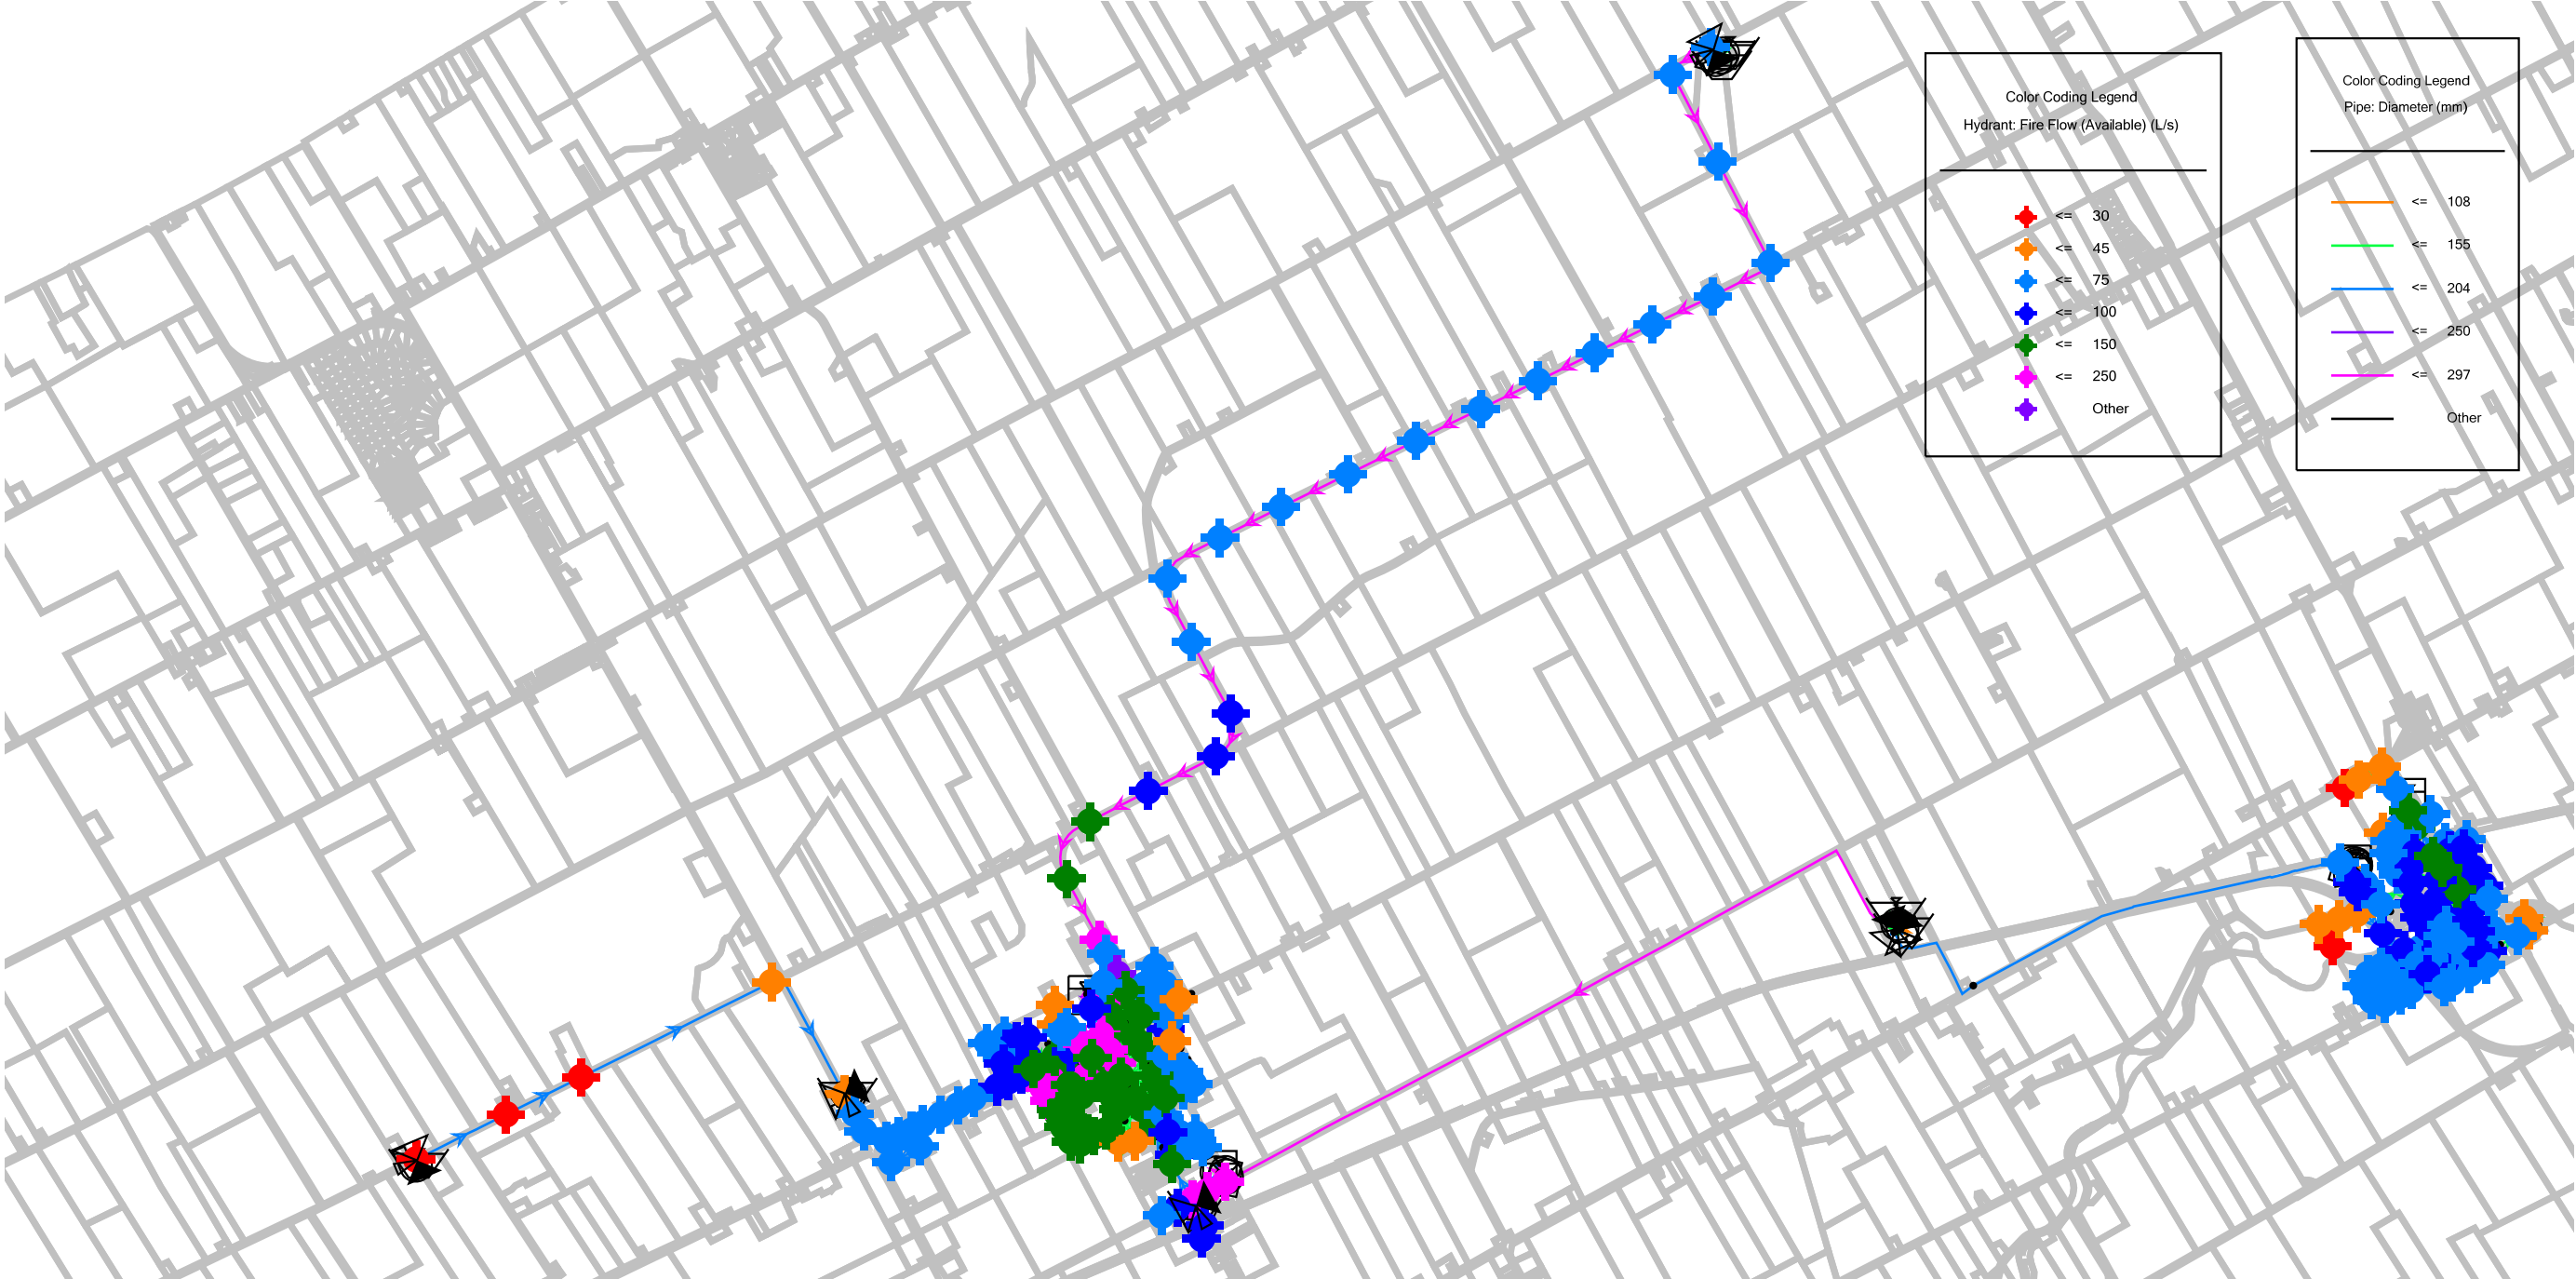 Color Coding Legend
Hydrant: Fire Flow (Available) (L/s)
<= 30
<= 45
<= 75
<= 100
<= 150
<= 250
Other
Color Coding Legend
Pipe: Diameter (mm)
<= 108
<= 155
<= 204
<= 250
<= 297
Other